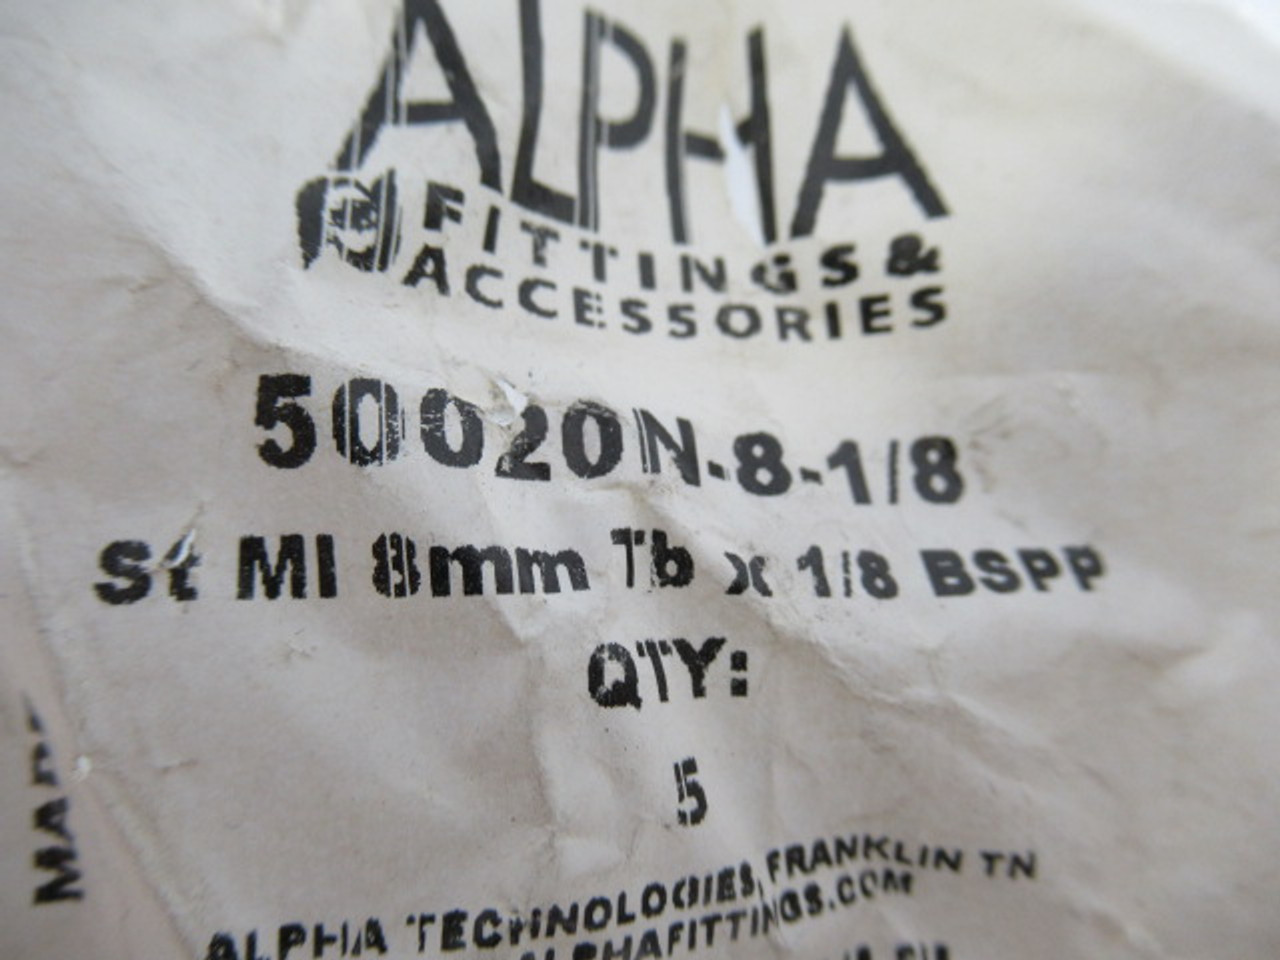 ALPHA
FITTINGS &
ACCESSORIES
50020N-8-1/8
St MI 8mm Tb x 1/8 BSPP
QTY:
5
ALPHA TECHNOLOGIES, FRANKLIN TN
ALPHAFITTINGS.COM